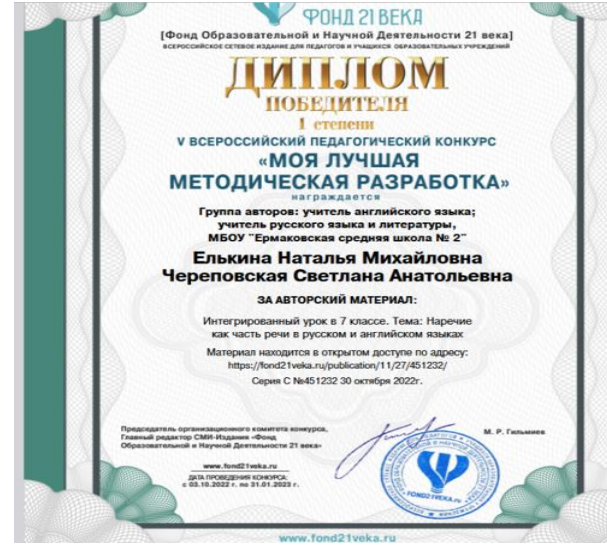 ФОНД 21 ВЕКА
[Фонд Образовательной и Научной Деятельности 21 века]
ВСЕРОССИЙСКОЕ СЕТЕВОЕ ИЗДАНИЕ ДЛЯ ПЕДАГОГОВ И УЧАЩИХСЯ ОБРАЗОВАТЕЛЬНЫХ УЧРЕЖДЕНИЙ
ДИПЛОМ
ПОБЕДИТЕЛЯ
1 степени
V ВСЕРОССИЙСКИЙ ПЕДАГОГИЧЕСКИЙ КОНКУРС
«МОЯ ЛУЧШАЯ
МЕТОДИЧЕСКАЯ РАЗРАБОТКА»
награждается
Группа авторов: учитель английского языка;
учитель русского языка и литературы,
МБОУ "Ермаковская средняя школа № 2"
Елькина Наталья Михайловна
Череповская Светлана Анатольевна
ЗА АВТОРСКИЙ МАТЕРИАЛ:
Интегрированный урок в 7 классе. Тема: Наречие
как часть речи в русском и английском языках
Материал находится в открытом доступе по адресу:
https://fond21veka.ru/publication/11/27/451232/
Серия С №451232 30 октября 2022г.
Председатель организационного комитета конкурса,
Главный редактор СМИ-Издания «Фонд
Образовательной и Научной Деятельности 21 века»
М. Р. Гильмиев
www.fond21veka.ru
ДАТА ПРОВЕДЕНИЯ КОНКУРСА:
с 03.10.2022 г. по 31.01.2023 г.
FOND21VEKA.ru
www.fond21veka.ru